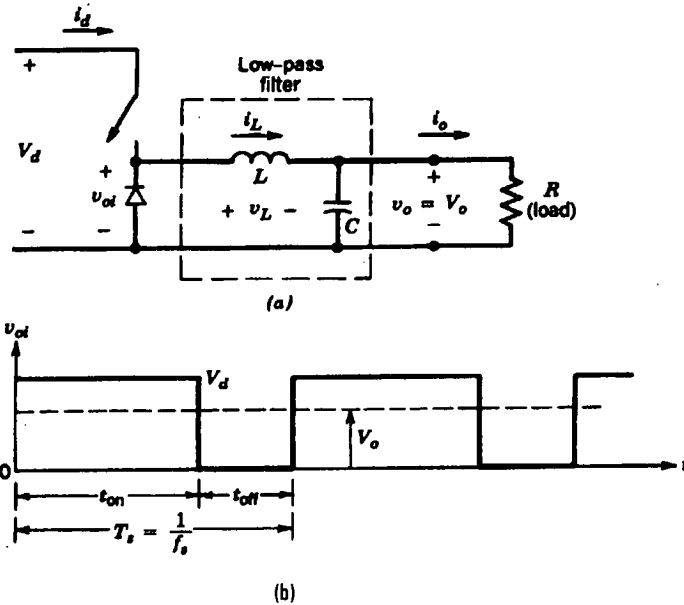 i_d
+
Low-pass
filter
i_L
i_o
V_d
+
L
+
R
v_oi
+ v_L -
C
v_o = V_o
(load)
-
-
-
(a)
v_oi
V_d
V_o
0
t
t_on
t_off
T_s = 1/f_s
(b)